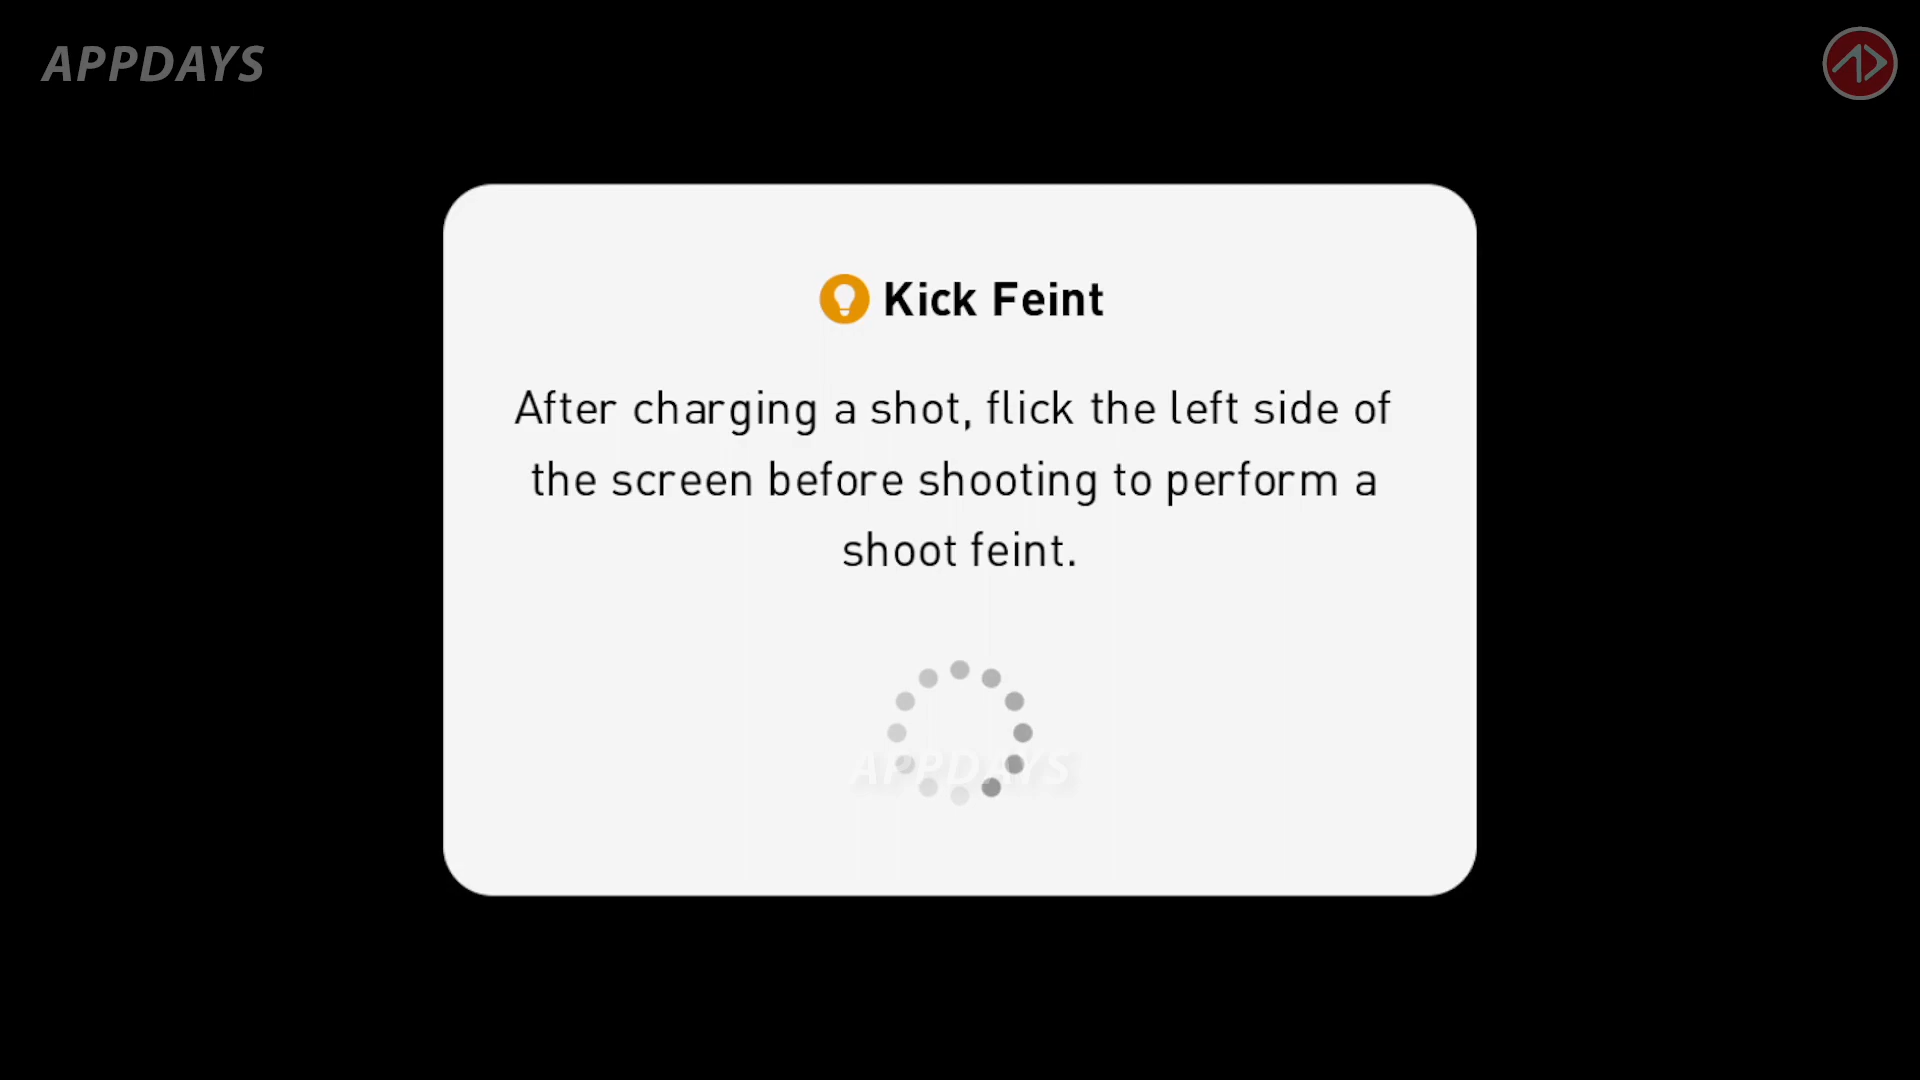 APPDAYS
Kick Feint
After charging a shot, flick the left side of
the screen before shooting to perform a
shoot feint.
APPDAYS